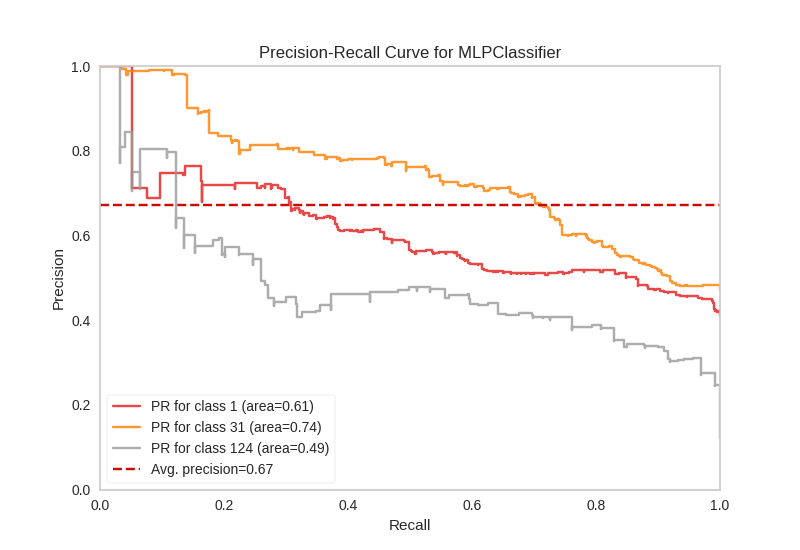 Precision-Recall Curve for MLPClassifier
1.0
0.8
0.6
0.4
0.2
0.0
Precision
PR for class 1 (area=0.61)
PR for class 31 (area=0.74)
PR for class 124 (area=0.49)
Avg. precision=0.67
0.0 0.2 0.4 0.6 0.8 1.0
Recall